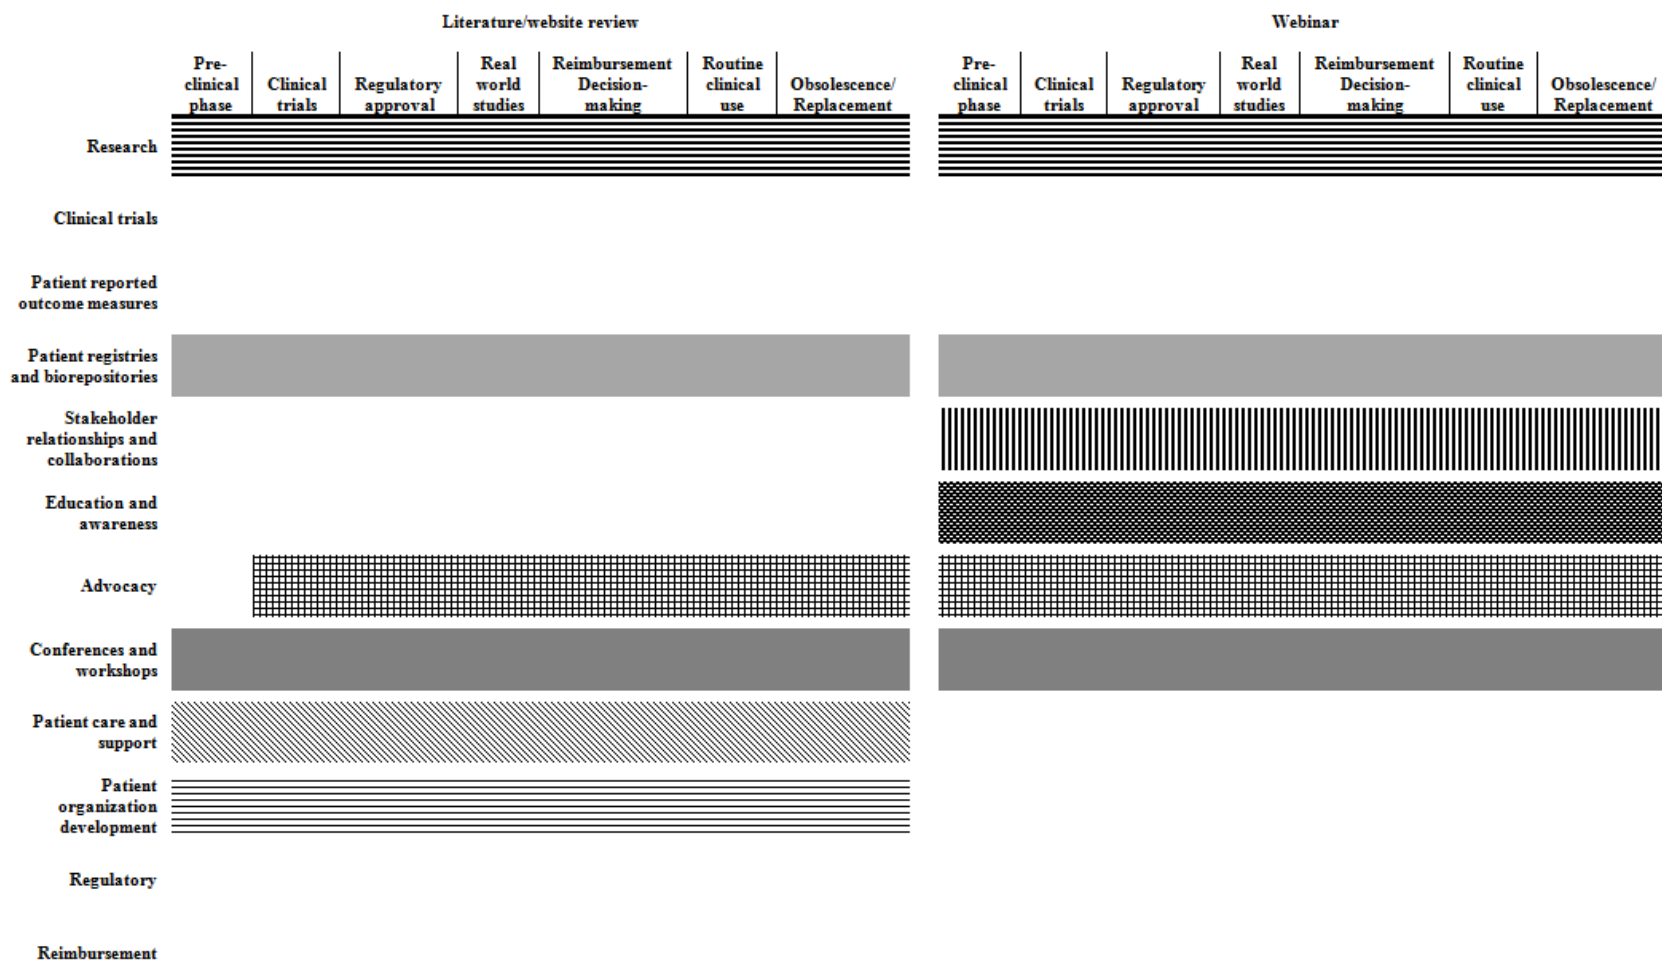 Literature/website review
Webinar
Pre-
clinical
phase
Clinical
trials
Regulatory
approval
Real
world
studies
Reimbursement
Decision-
making
Routine
clinical
use
Obsolescence/
Replacement
Pre-
clinical
phase
Clinical
trials
Regulatory
approval
Real
world
studies
Reimbursement
Decision-
making
Routine
clinical
use
Obsolescence/
Replacement
Research
Clinical trials
Patient reported
outcome measures
Patient registries
and biorepositories
Stakeholder
relationships and
collaborations
Education and
awareness
Advocacy
Conferences and
workshops
Patient care and
support
Patient
organization
development
Regulatory
Reimbursement